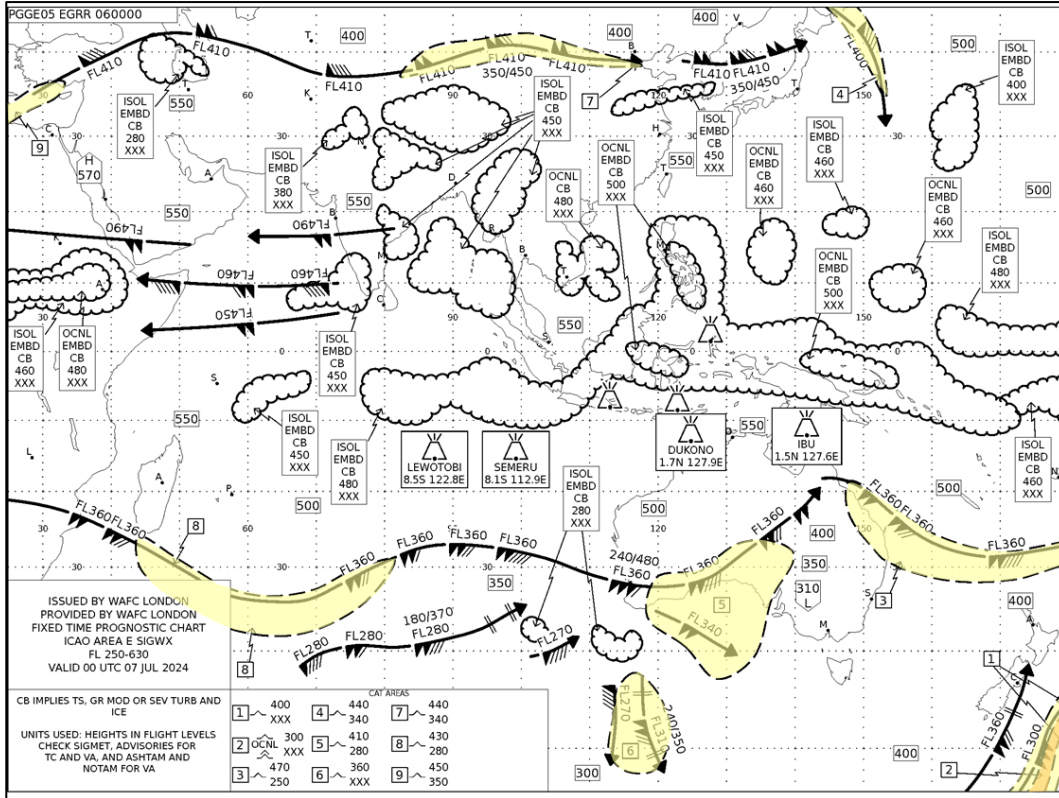 PGGE05 EGRR 060000
FL410
FL410
FL410
FL410
350/450
FL410
FL410
FL410
350/450
FL400
400
400
400
500
500
550
550
550
550
550
550
550
550
H
570
ISOL
EMBD
CB
280
XXX
ISOL
EMBD
CB
380
XXX
ISOL
EMBD
CB
450
XXX
OCNL
CB
480
XXX
OCNL
EMBD
CB
500
XXX
ISOL
EMBD
CB
450
XXX
OCNL
EMBD
CB
460
XXX
ISOL
EMBD
CB
460
XXX
ISOL
EMBD
CB
400
XXX
OCNL
EMBD
CB
460
XXX
ISOL
EMBD
CB
480
XXX
OCNL
EMBD
CB
500
XXX
FL490
FL490
FL460
FL460
FL450
ISOL
EMBD
CB
460
XXX
OCNL
EMBD
CB
480
XXX
ISOL
EMBD
CB
450
XXX
ISOL
EMBD
CB
450
XXX
ISOL
EMBD
CB
480
XXX
ISOL
EMBD
CB
280
XXX
ISOL
EMBD
CB
460
XXX
LEWOTOBI
8.5S 122.8E
SEMERU
8.1S 112.9E
DUKONO
1.7N 127.9E
IBU
1.5N 127.6E
500
500
500
400
350
350
310
L
400
400
300
FL360
FL360
FL360
FL360
FL360
FL360
240/480
FL360
FL360
FL360
FL360
FL360
FL360
FL340
180/370
FL280
FL280
FL280
FL270
FL270
FL310
240/350
FL360
FL300
ISSUED BY WAFC LONDON
PROVIDED BY WAFC LONDON
FIXED TIME PROGNOSTIC CHART
ICAO AREA E SIGWX
FL 250-630
VALID 00 UTC 07 JUL 2024
CB IMPLIES TS, GR MOD OR SEV TURB AND
ICE
UNITS USED: HEIGHTS IN FLIGHT LEVELS
CHECK SIGMET, ADVISORIES FOR
TC AND VA, AND ASHTAM AND
NOTAM FOR VA
CAT AREAS
1 400 XXX
2 OCNL 300 XXX
3 470 250
4 440 340
5 410 280
6 360 XXX
7 440 340
8 430 280
9 450 350